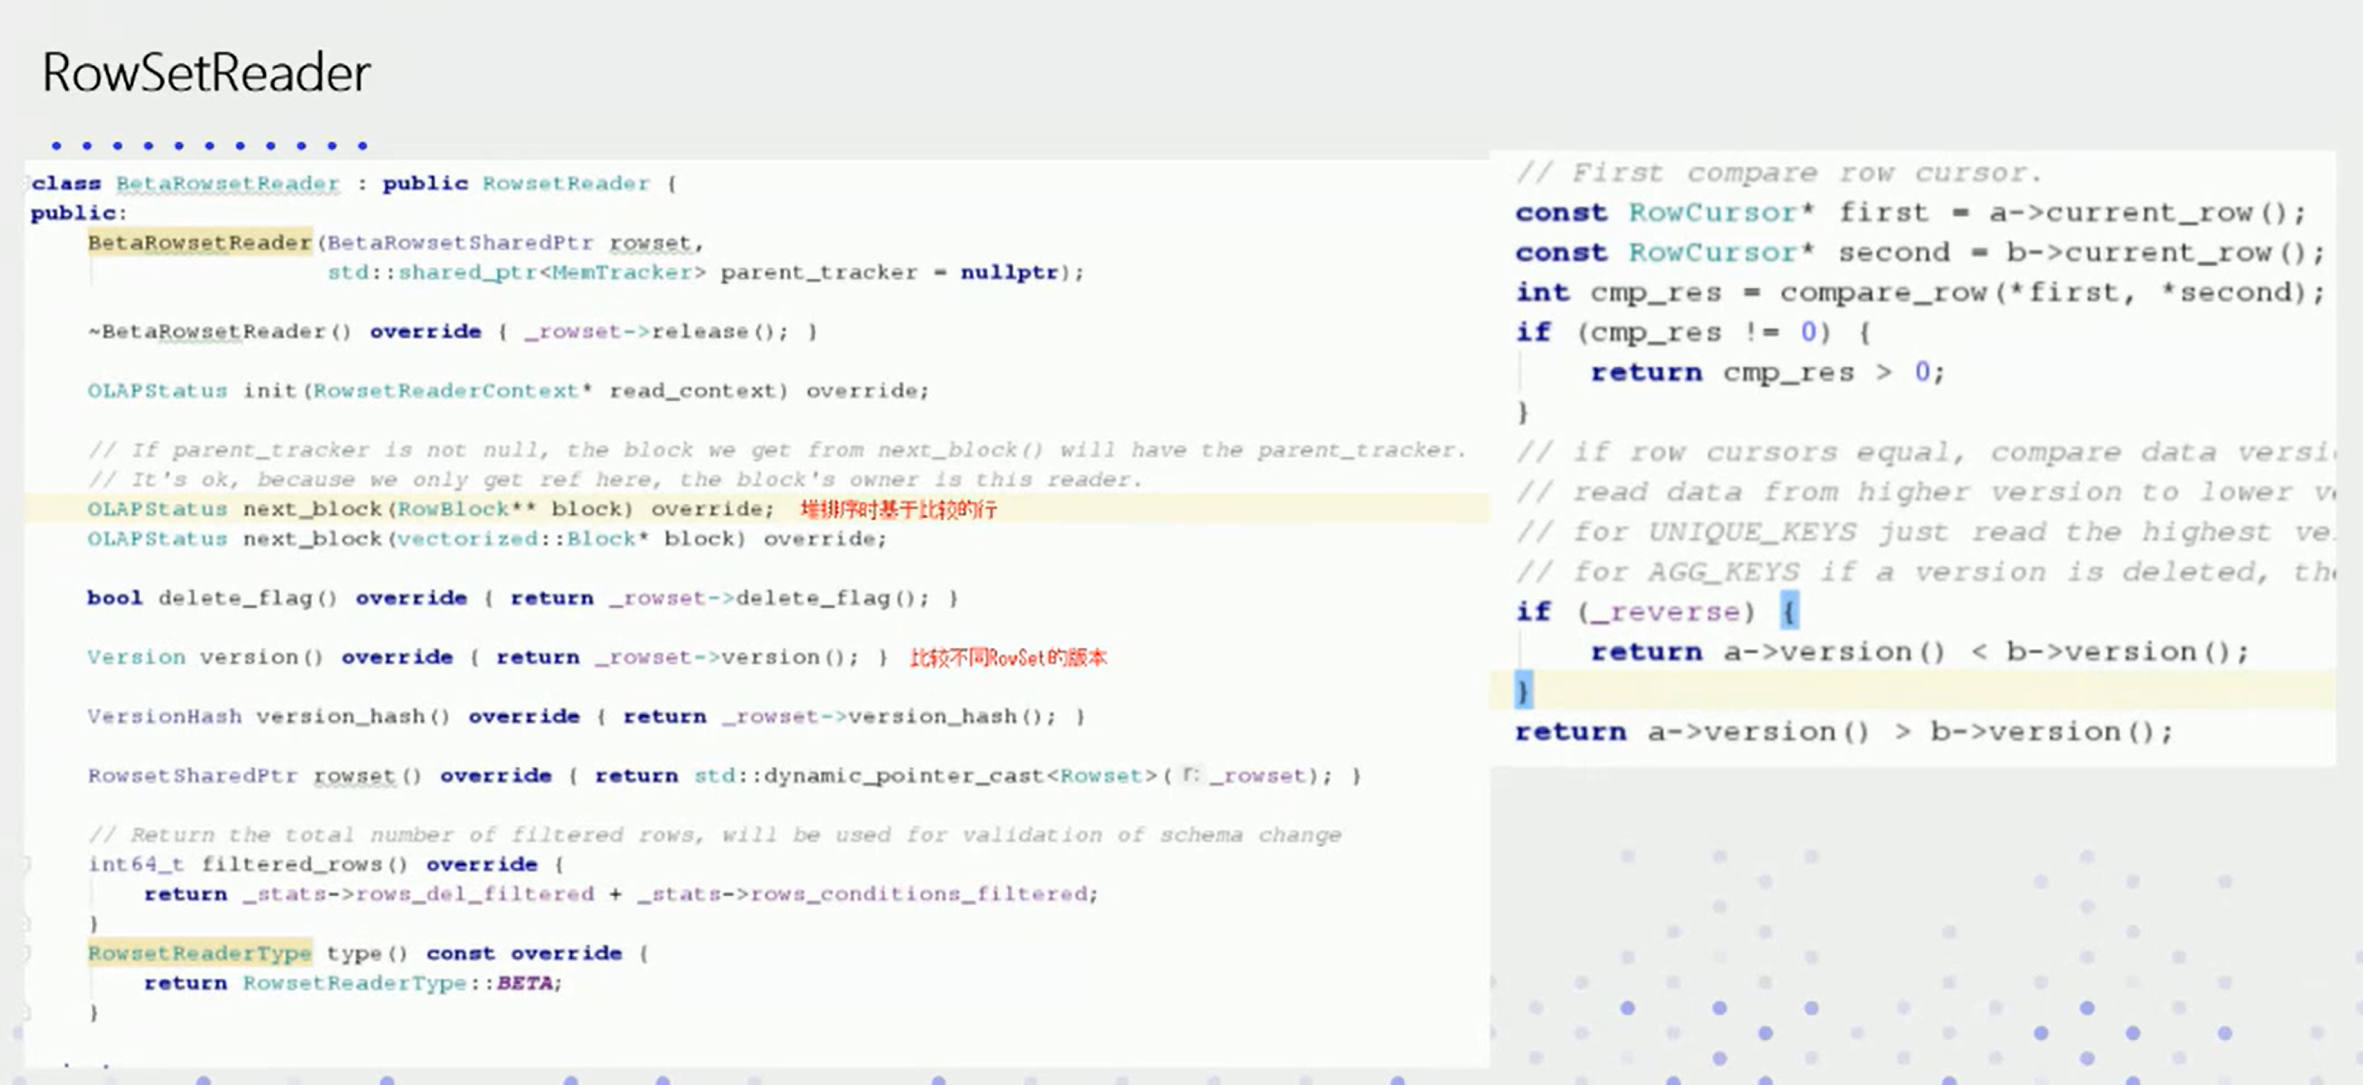 RowSetReader
class BetaRowsetReader : public RowsetReader {
public:
BetaRowsetReader(BetaRowsetSharedPtr rowset,
std::shared_ptr<MemTracker> parent_tracker = nullptr);
~BetaRowsetReader() override { _rowset->release(); }
OLAPStatus init(RowsetReaderContext* read_context) override;
// If parent_tracker is not null, the block we get from next_block() will have the parent_tracker.
// It's ok, because we only get ref here, the block's owner is this reader.
OLAPStatus next_block(RowBlock** block) override; 堆排序时基于比较的行
OLAPStatus next_block(vectorized::Block* block) override;
bool delete_flag() override { return _rowset->delete_flag(); }
Version version() override { return _rowset->version(); } 比较不同RowSet的版本
VersionHash version_hash() override { return _rowset->version_hash(); }
RowsetSharedPtr rowset() override { return std::dynamic_pointer_cast<Rowset>( r: _rowset); }
// Return the total number of filtered rows, will be used for validation of schema change
int64_t filtered_rows() override {
return _stats->rows_del_filtered + _stats->rows_conditions_filtered;
}
RowsetReaderType type() const override {
return RowsetReaderType::BETA;
}
// First compare row cursor.
const RowCursor* first = a->current_row();
const RowCursor* second = b->current_row();
int cmp_res = compare_row(*first, *second);
if (cmp_res != 0) {
return cmp_res > 0;
}
// if row cursors equal, compare data versi
// read data from higher version to lower v
// for UNIQUE_KEYS just read the highest ve
// for AGG_KEYS if a version is deleted, th
if (_reverse) {
return a->version() < b->version();
}
return a->version() > b->version();